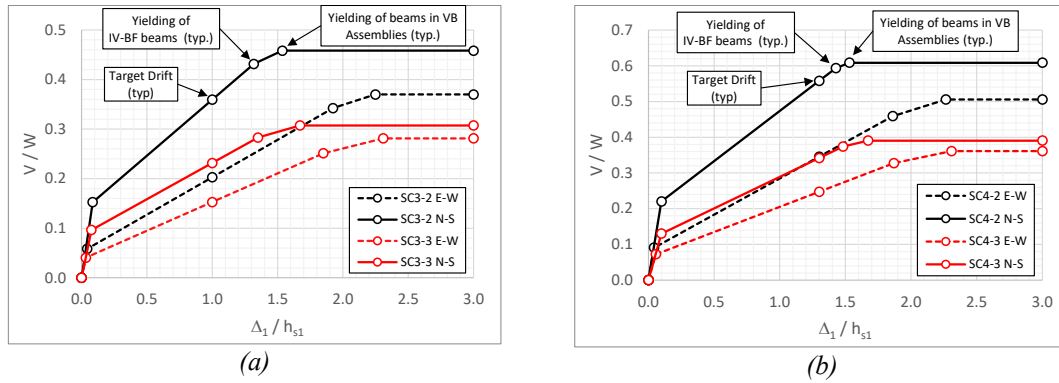 Yielding of
IV-BF beams (typ.)
Yielding of beams in VB
Assemblies (typ.)
Target Drift
(typ)
V / W
0.5
0.4
0.3
0.2
0.1
0.0
0.0 0.5 1.0 1.5 2.0 2.5 3.0
Δ1 / hs1
SC3-2 E-W
SC3-2 N-S
SC3-3 E-W
SC3-3 N-S
(a)
Yielding of
IV-BF beams (typ.)
Yielding of beams in VB
Assemblies (typ.)
Target Drift
(typ)
V / W
0.7
0.6
0.5
0.4
0.3
0.2
0.1
0.0
0.0 0.5 1.0 1.5 2.0 2.5 3.0
Δ1 / hs1
SC4-2 E-W
SC4-2 N-S
SC4-3 E-W
SC4-3 N-S
(b)